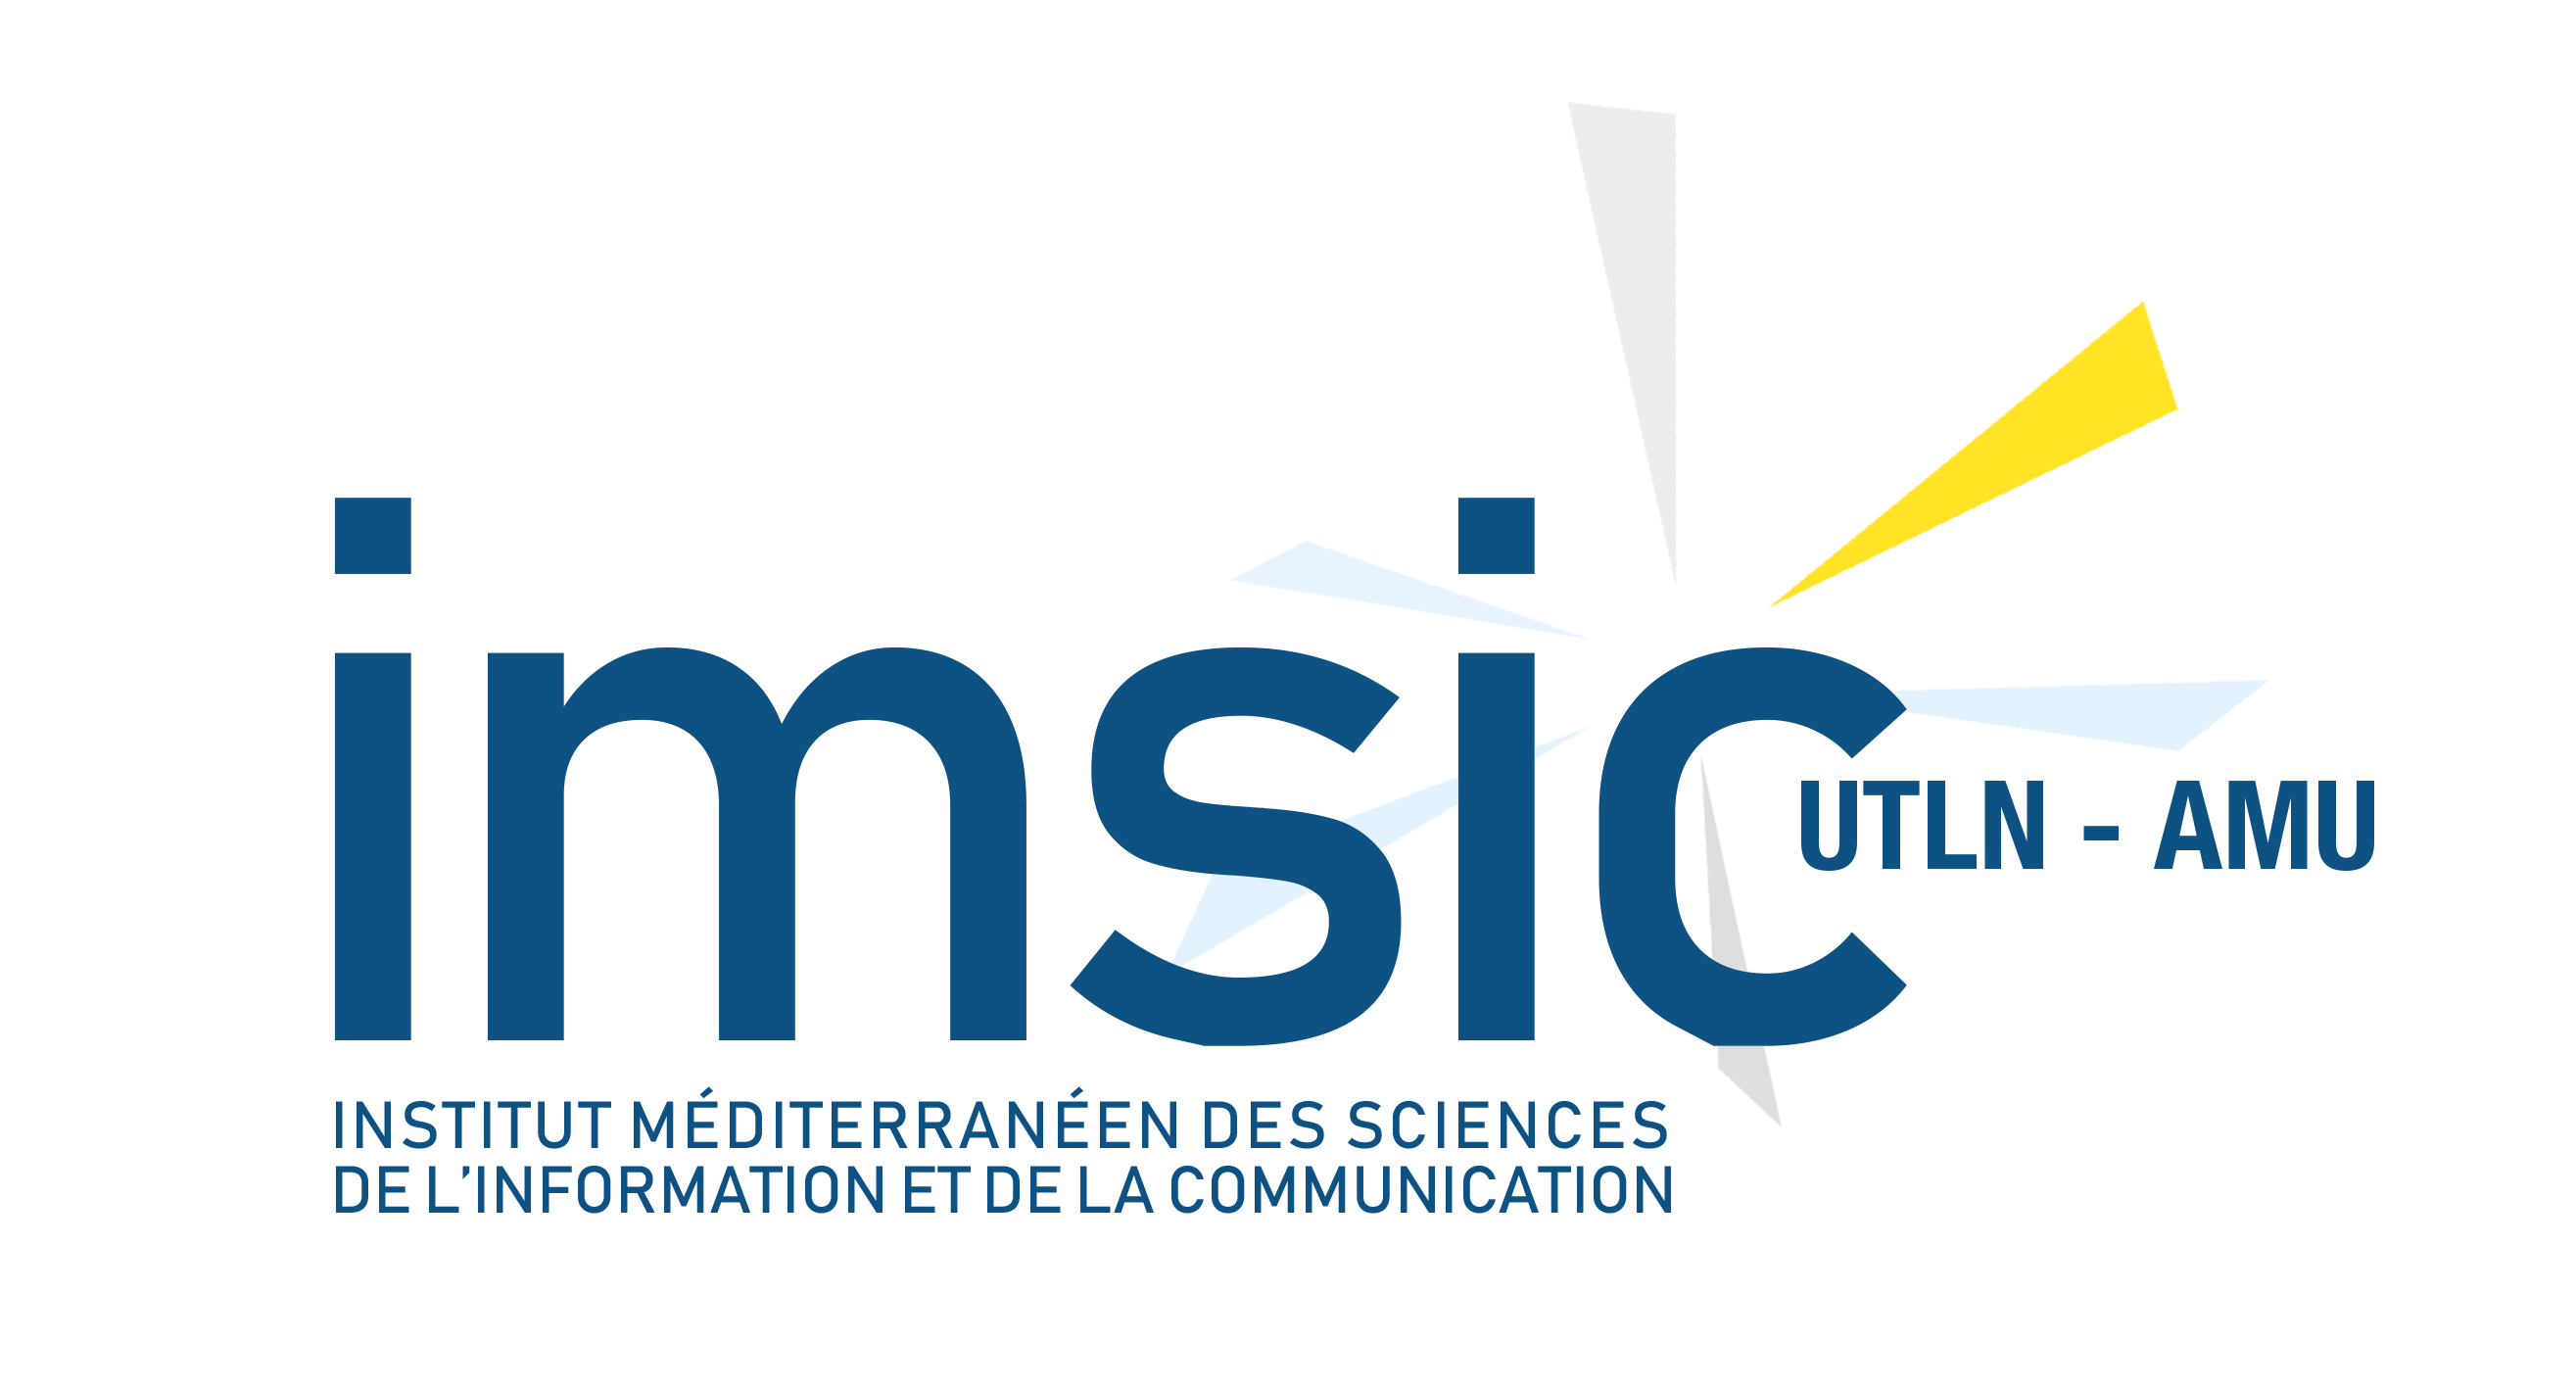 imsic
UTLN - AMU
INSTITUT MÉDITERRANÉEN DES SCIENCES
DE L'INFORMATION ET DE LA COMMUNICATION